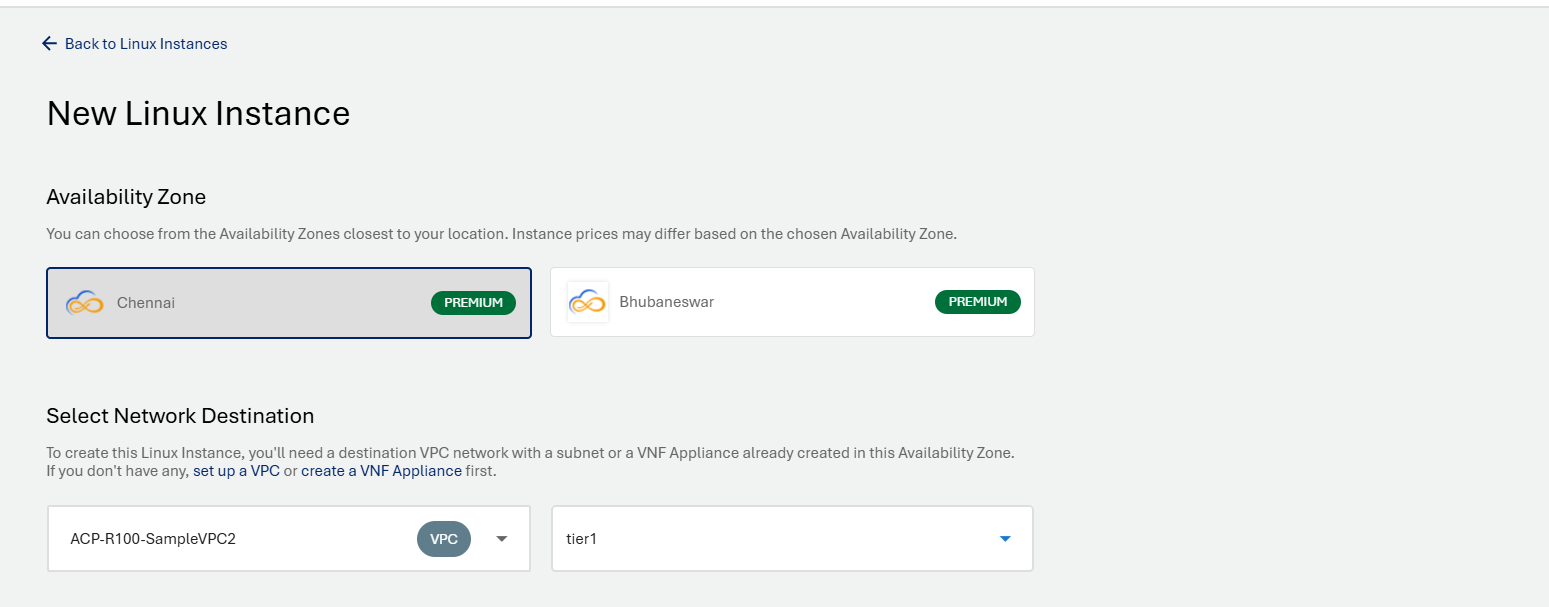 Back to Linux Instances
New Linux Instance
Availability Zone
You can choose from the Availability Zones closest to your location. Instance prices may differ based on the chosen Availability Zone.
Chennai PREMIUM Bhubaneswar PREMIUM
Select Network Destination
To create this Linux Instance, you'll need a destination VPC network with a subnet or a VNF Appliance already created in this Availability Zone.
If you don't have any, set up a VPC or create a VNF Appliance first.
ACP-R100-SampleVPC2 VPC tier1